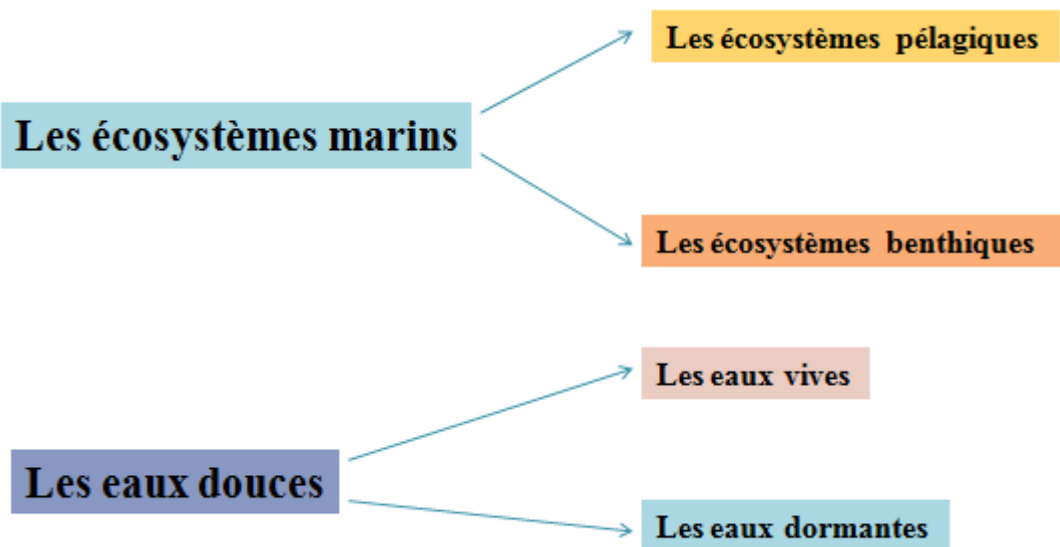 Les écosystèmes pélagiques
Les écosystèmes marins
Les écosystèmes benthiques
Les eaux vives
Les eaux douces
Les eaux dormantes